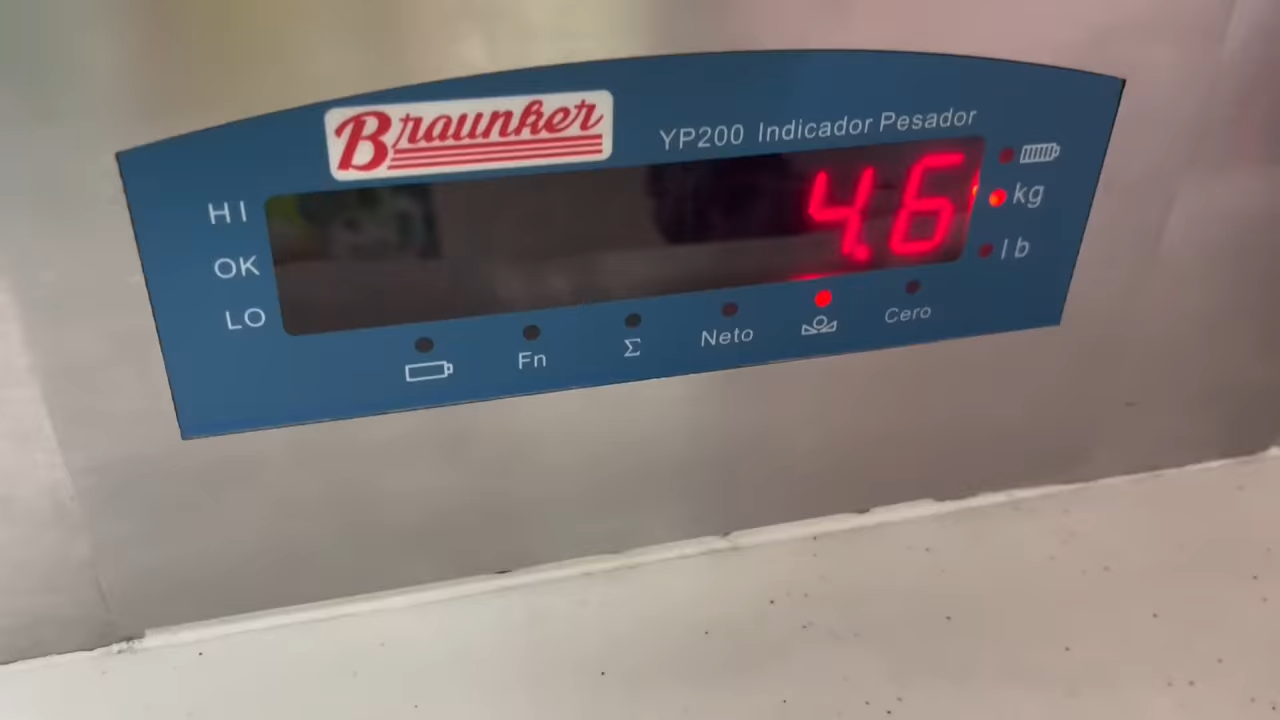 Braunker
YP200 Indicador Pesador
4.6
HI
OK
LO
kg
lb
Fn
Σ
Neto
Cero